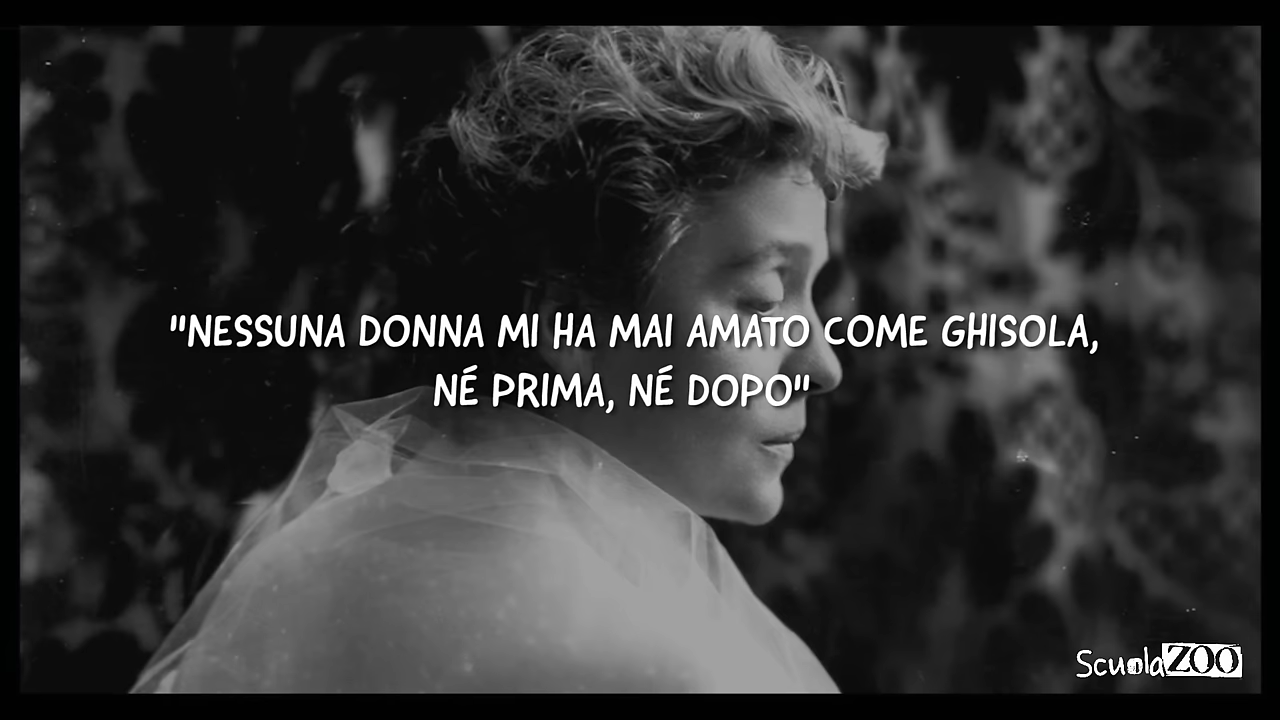 "NESSUNA DONNA MI HA MAI AMATO COME GHISOLA,
NÉ PRIMA, NÉ DOPO"
ScuolaZOO